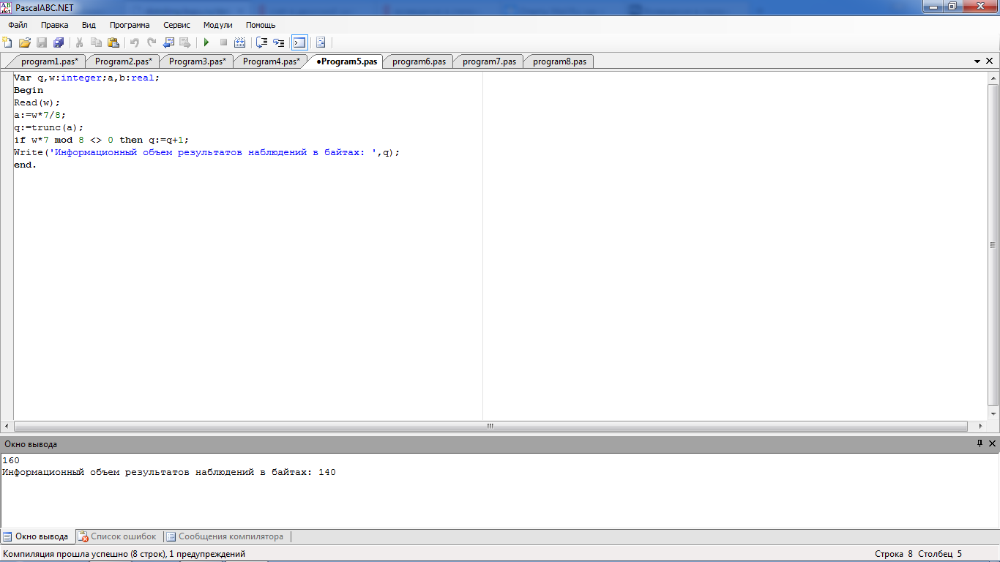 PascalABC.NET
Файл Правка Вид Программа Сервис Модули Помощь
program1.pas* Program2.pas* Program3.pas* Program4.pas* •Program5.pas program6.pas program7.pas program8.pas
Var q,w:integer;a,b:real;
Begin
Read(w);
a:=w*7/8;
q:=trunc(a);
if w*7 mod 8 <> 0 then q:=q+1;
Write('Информационный объем результатов наблюдений в байтах: ',q);
end.
Окно вывода
160
Информационный объем результатов наблюдений в байтах: 140
Окно вывода Список ошибок Сообщения компилятора
Компиляция прошла успешно (8 строк), 1 предупреждений Строка 8 Столбец 5